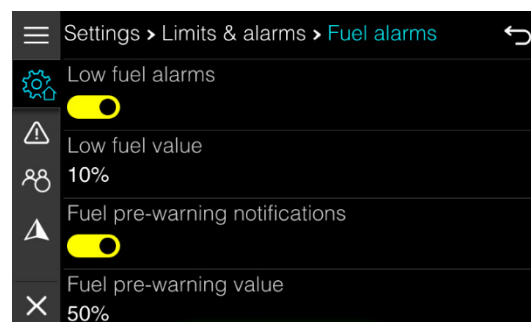 Settings > Limits & alarms > Fuel alarms
Low fuel alarms
Low fuel value
10%
Fuel pre-warning notifications
Fuel pre-warning value
50%